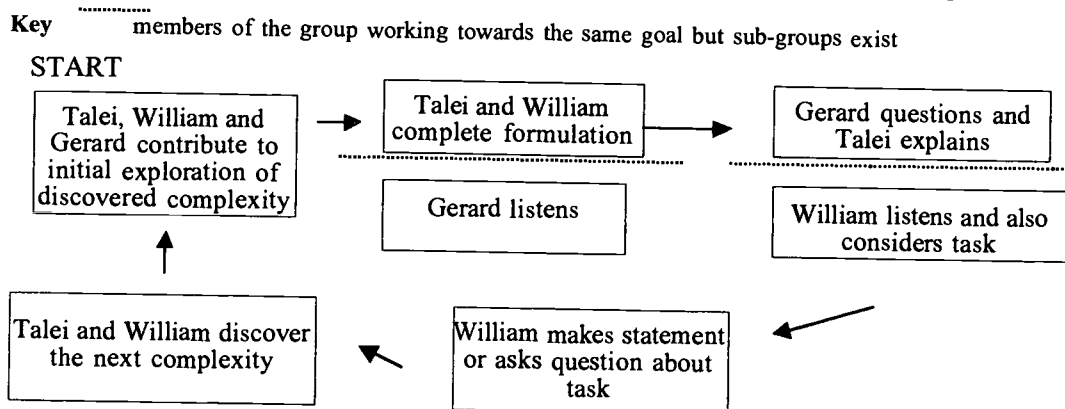 Key members of the group working towards the same goal but sub-groups exist
START
Talei, William and
Gerard contribute to
initial exploration of
discovered complexity
Talei and William
complete formulation
Gerard questions and
Talei explains
Gerard listens
William listens and also
considers task
Talei and William discover
the next complexity
William makes statement
or asks question about
task